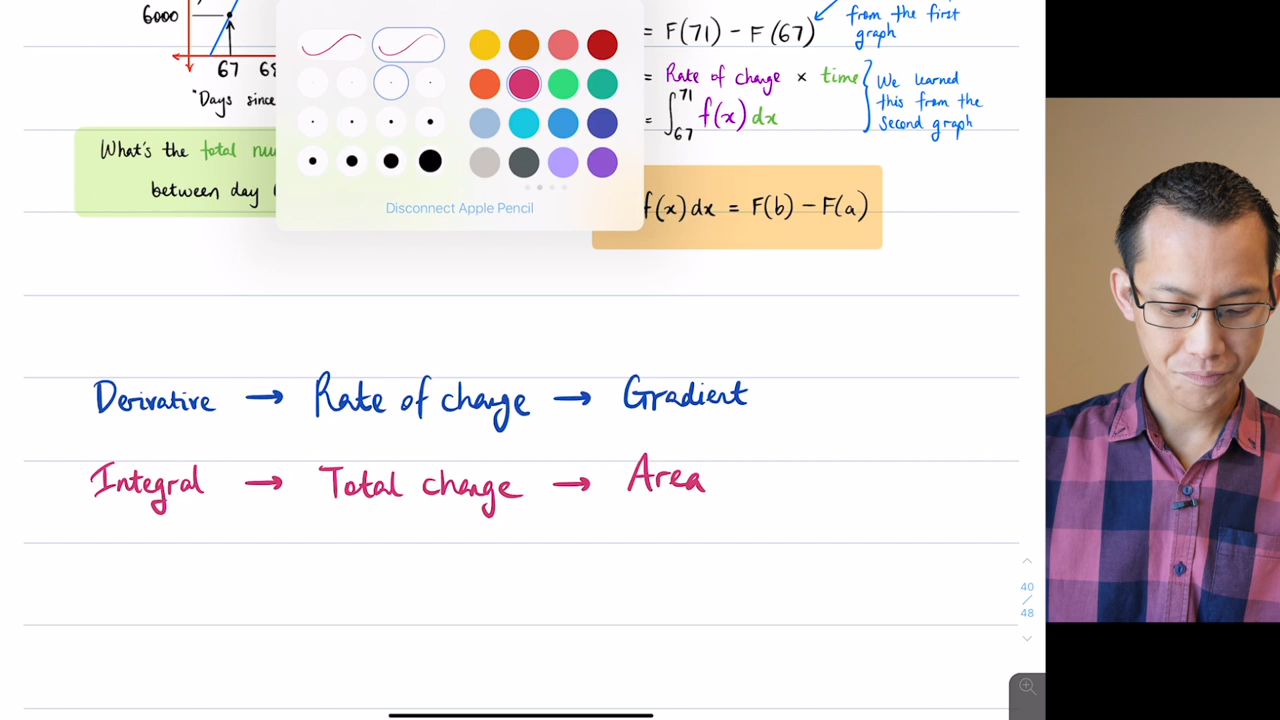 6000
67 68
"Days since
What's the total nu
between day
Disconnect Apple Pencil
= F(71) - F(67)
from the first
graph
= Rate of change × time
= ∫₆₇⁷¹ f(x) dx
We learned
this from the
second graph
f(x) dx = F(b) - F(a)
Derivative → Rate of change → Gradient
Integral → Total change → Area
40
/
48